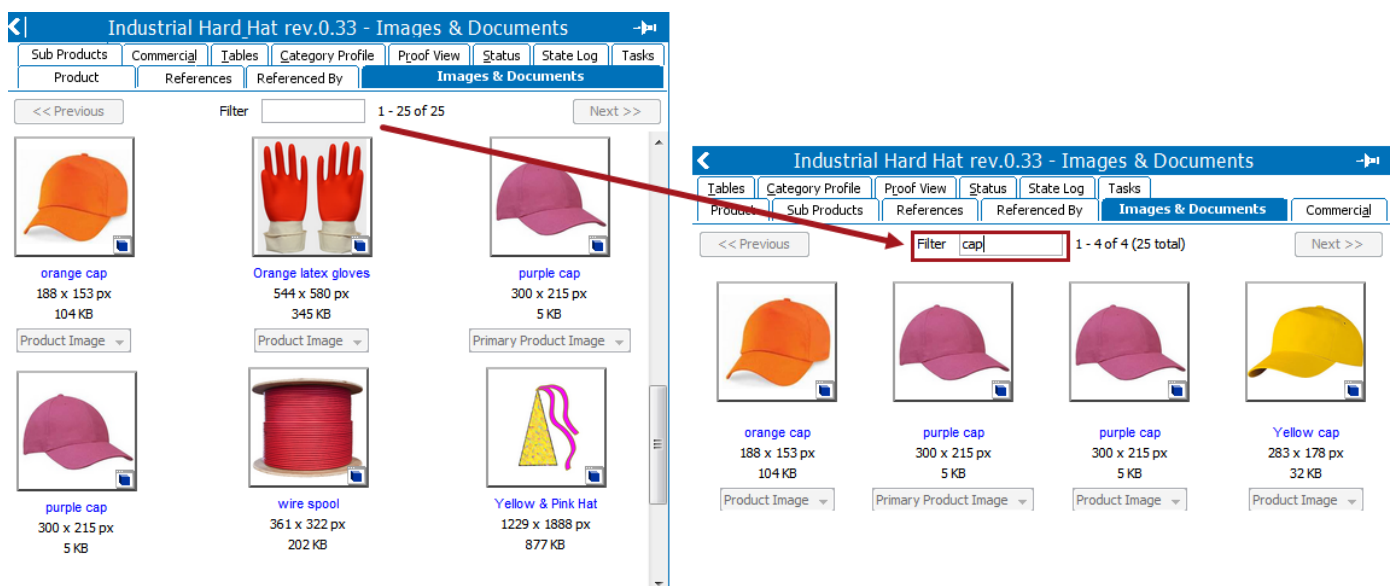 Industrial Hard_Hat rev.0.33 - Images & Documents
Sub Products Commercial Tables Category Profile Proof View Status State Log Tasks
Product References Referenced By Images & Documents
<< Previous Filter 1 - 25 of 25 Next >>
orange cap Orange latex gloves purple cap
188 x 153 px 544 x 580 px 300 x 215 px
104 KB 345 KB 5 KB
Product Image Product Image Primary Product Image
purple cap wire spool Yellow & Pink Hat
300 x 215 px 361 x 322 px 1229 x 1888 px
5 KB 202 KB 877 KB
Industrial Hard Hat rev.0.33 - Images & Documents
Tables Category Profile Proof View Status State Log Tasks
Product Sub Products References Referenced By Images & Documents Commercial
<< Previous Filter cap 1 - 4 of 4 (25 total) Next >>
orange cap purple cap purple cap Yellow cap
188 x 153 px 300 x 215 px 300 x 215 px 283 x 178 px
104 KB 5 KB 5 KB 32 KB
Product Image Primary Product Image Product Image Product Image